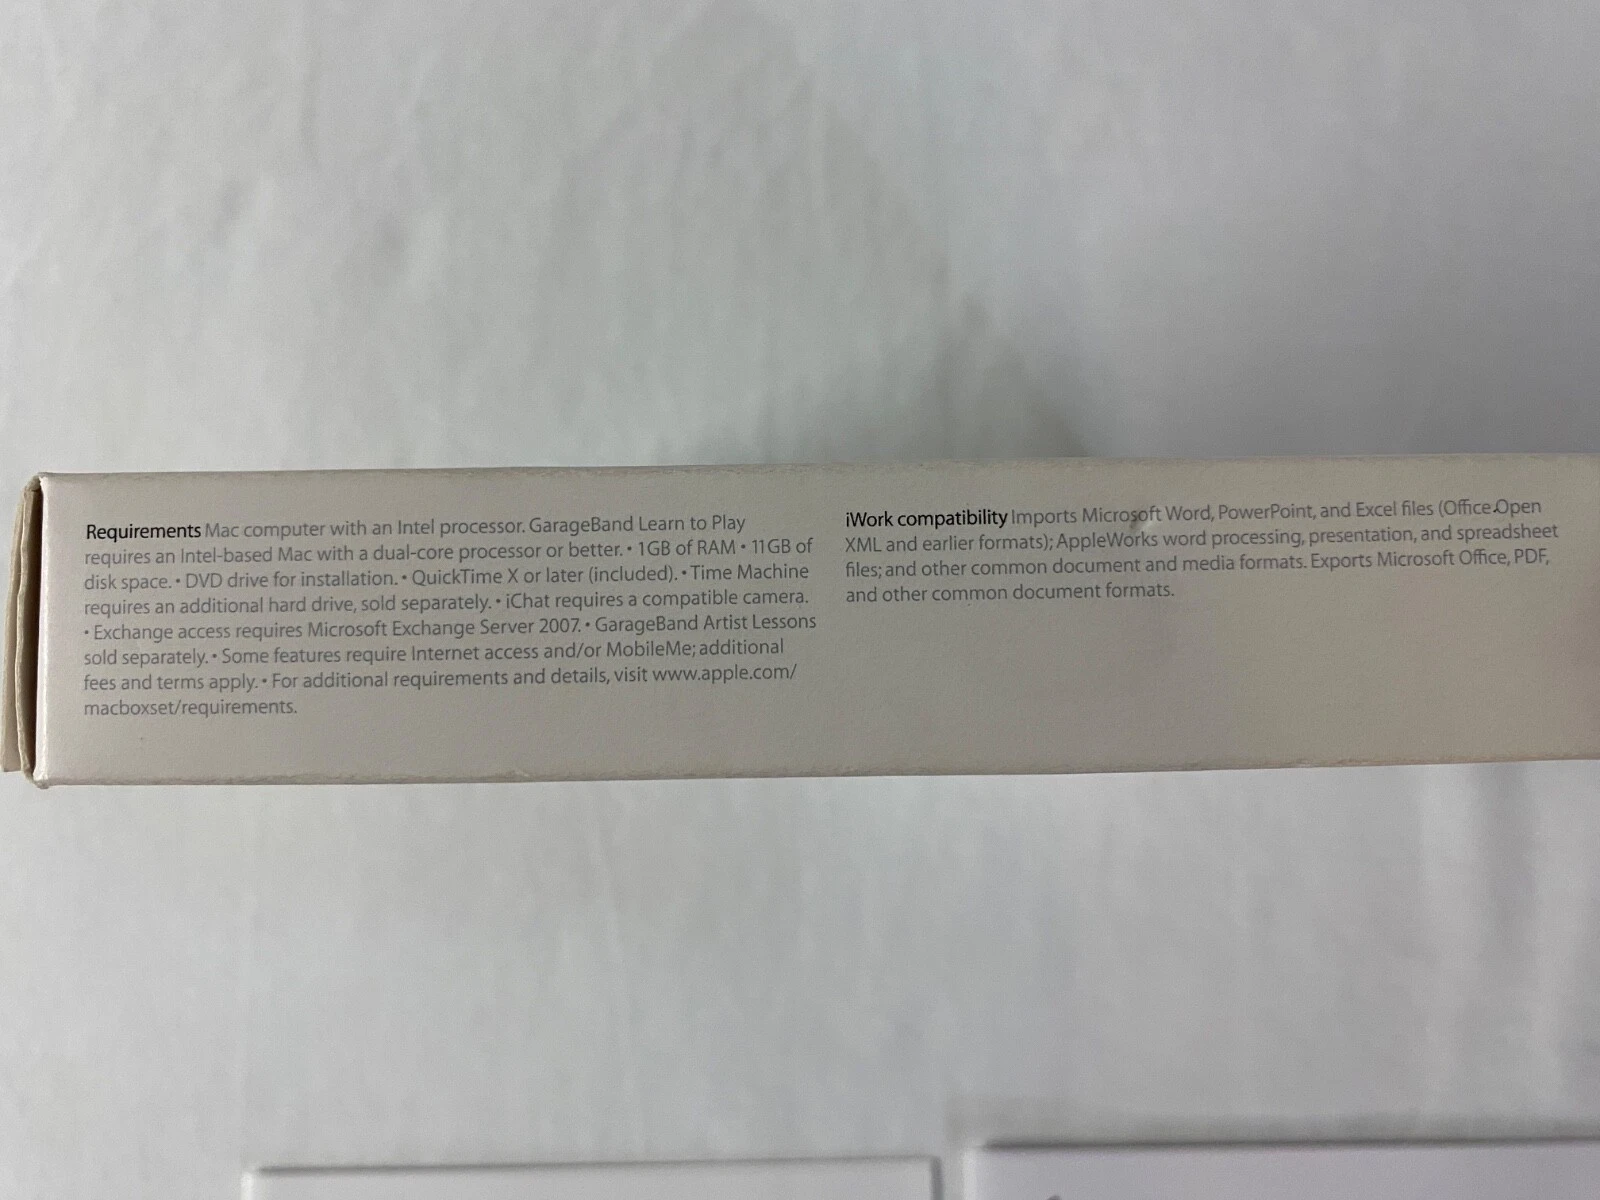 Requirements Mac computer with an Intel processor. GarageBand Learn to Play
requires an Intel-based Mac with a dual-core processor or better. • 1GB of RAM • 11GB of
disk space. • DVD drive for installation. • QuickTime X or later (included). • Time Machine
requires an additional hard drive, sold separately. • iChat requires a compatible camera.
• Exchange access requires Microsoft Exchange Server 2007. • GarageBand Artist Lessons
sold separately. • Some features require Internet access and/or MobileMe; additional
fees and terms apply. • For additional requirements and details, visit www.apple.com/
macboxset/requirements.
iWork compatibility Imports Microsoft Word, PowerPoint, and Excel files (Office Open
XML and earlier formats); AppleWorks word processing, presentation, and spreadsheet
files; and other common document and media formats. Exports Microsoft Office, PDF,
and other common document formats.